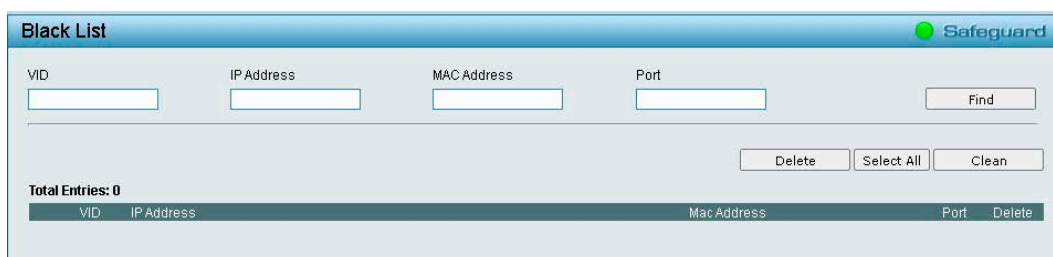 Black List Safeguard
VID IP Address MAC Address Port
Find
Delete Select All Clean
Total Entries: 0
VID IP Address Mac Address Port Delete